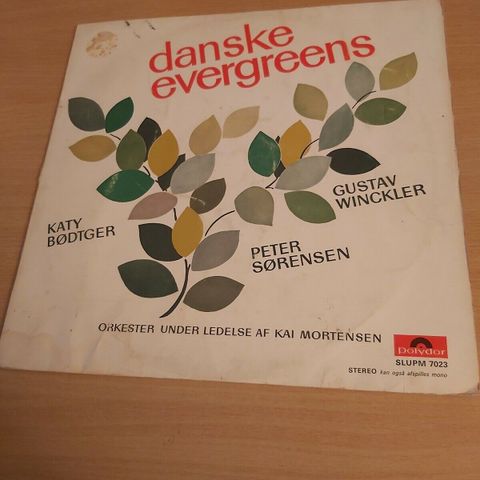 danske
evergreens
GUSTAV
WINCKLER
KATY
BØDTGER
PETER
SØRENSEN
ORKESTER UNDER LEDELSE AF KAI MORTENSEN
Polydor
SLUPM 7023
STEREO kan også afspilles mono